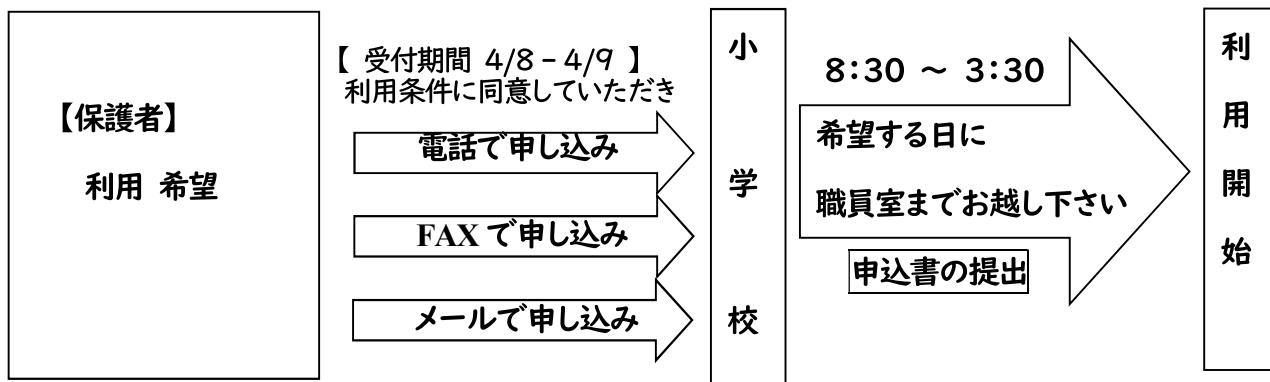 【保護者】
利用 希望
【 受付期間 4/8 - 4/9 】
利用条件に同意していただき
電話で申し込み
FAX で申し込み
メールで申し込み
小学校
8:30 ～ 3:30
希望する日に
職員室までお越し下さい
申込書の提出
利用開始